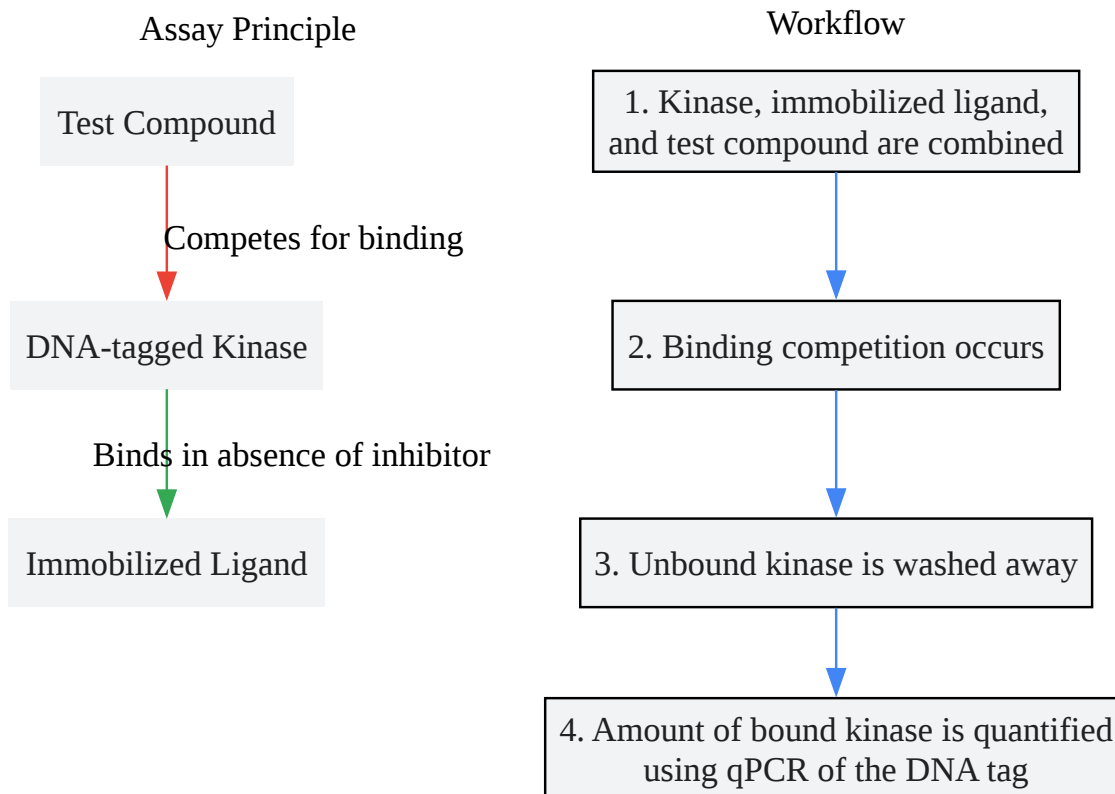 Assay Principle
Test Compound
Competes for binding
DNA-tagged Kinase
Binds in absence of inhibitor
Immobilized Ligand
Workflow
1. Kinase, immobilized ligand,
and test compound are combined
2. Binding competition occurs
3. Unbound kinase is washed away
4. Amount of bound kinase is quantified
using qPCR of the DNA tag